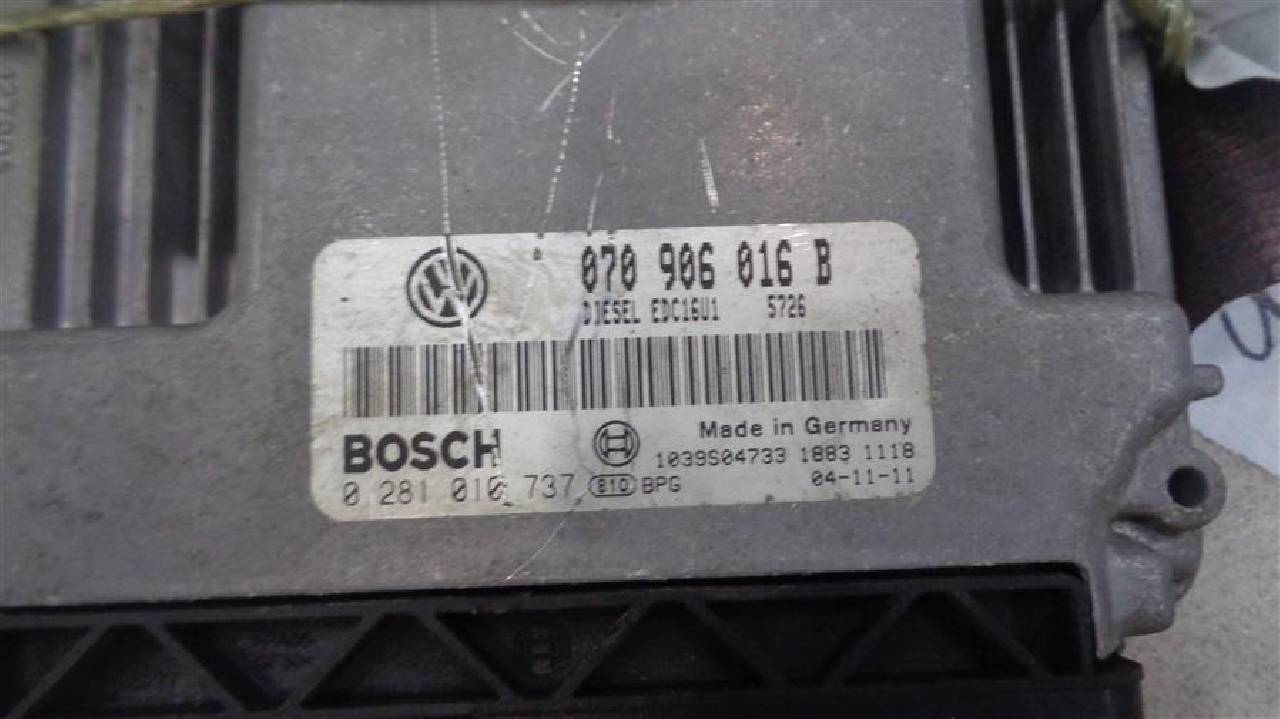 070 906 016 B
DIESEL EDC16U1 5726
BOSCH
Made in Germany
1039S04733 1883 1118
0 281 010 737 810 BPG 04-11-11